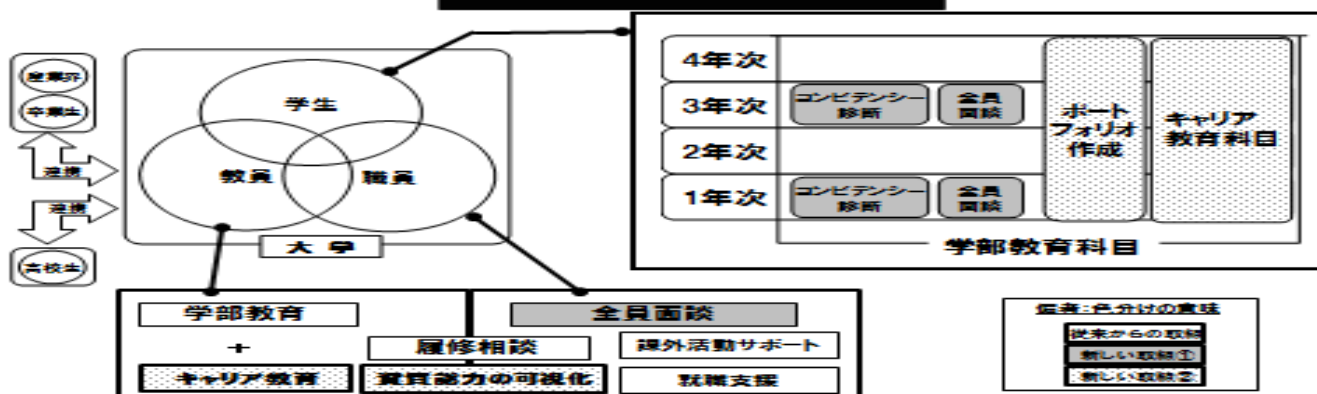 産業界
卒業生
連携
連携
高校生
学生
教員
職員
大学
4年次
3年次
2年次
1年次
コンピテンシー
診断
全員
面談
コンピテンシー
診断
全員
面談
ポート
フォリオ
作成
キャリア
教育科目
学部教育科目
学部教育
+
キャリア教育
履修相談
資質能力の可視化
全員面談
課外活動サポート
就職支援
備考:色分けの意味
従来からの取組
新しい取組①
新しい取組②